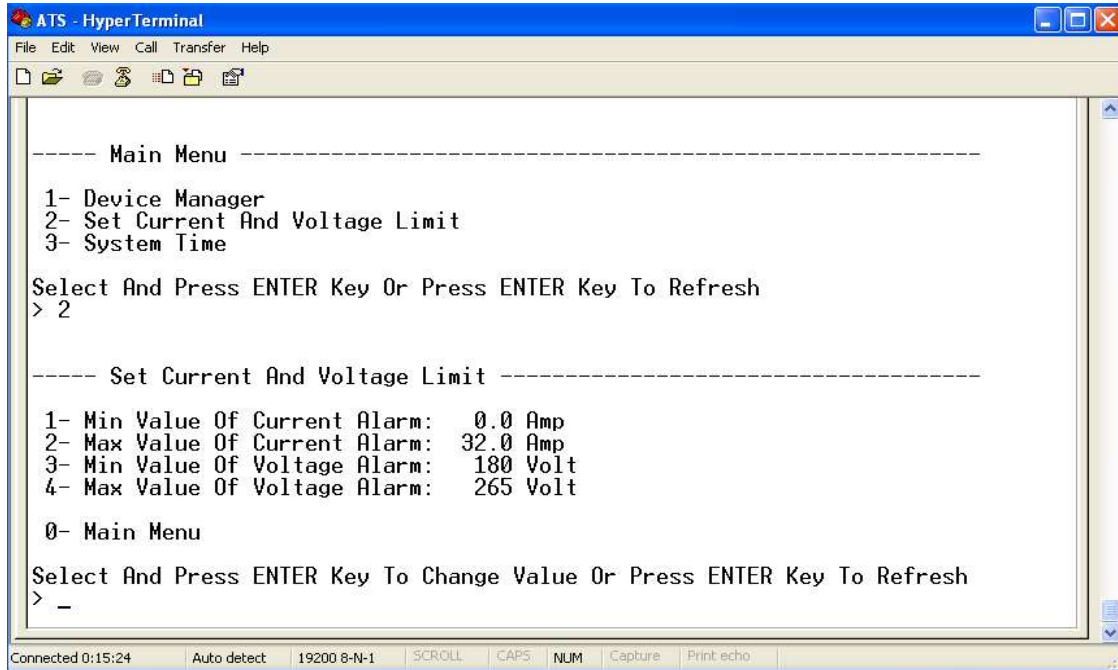 ATS - HyperTerminal
File Edit View Call Transfer Help
----- Main Menu ---------------------------------------------------------
1- Device Manager
2- Set Current And Voltage Limit
3- System Time
Select And Press ENTER Key Or Press ENTER Key To Refresh
> 2
----- Set Current And Voltage Limit -------------------------------------
1- Min Value Of Current Alarm:   0.0 Amp
2- Max Value Of Current Alarm:  32.0 Amp
3- Min Value Of Voltage Alarm:   180 Volt
4- Max Value Of Voltage Alarm:   265 Volt
0- Main Menu
Select And Press ENTER Key To Change Value Or Press ENTER Key To Refresh
> _
Connected 0:15:24 Auto detect 19200 8-N-1 SCROLL CAPS NUM Capture Print echo